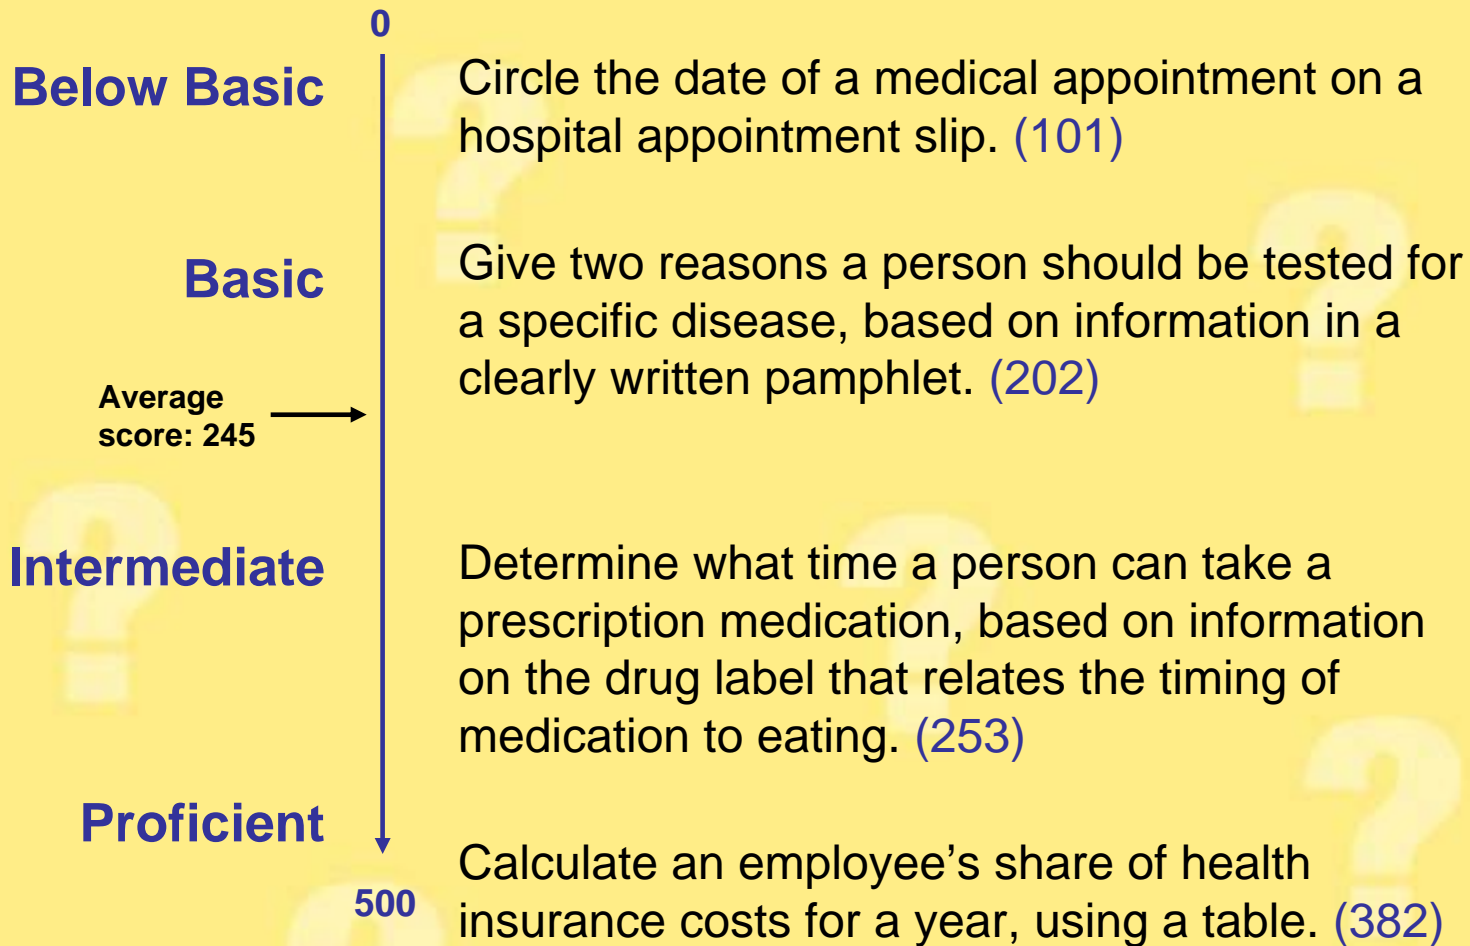 0
Below Basic
Circle the date of a medical appointment on a
hospital appointment slip. (101)
Basic
Give two reasons a person should be tested for
a specific disease, based on information in a
clearly written pamphlet. (202)
Average
score: 245
Intermediate
Determine what time a person can take a
prescription medication, based on information
on the drug label that relates the timing of
medication to eating. (253)
Proficient
500
Calculate an employee’s share of health
insurance costs for a year, using a table. (382)